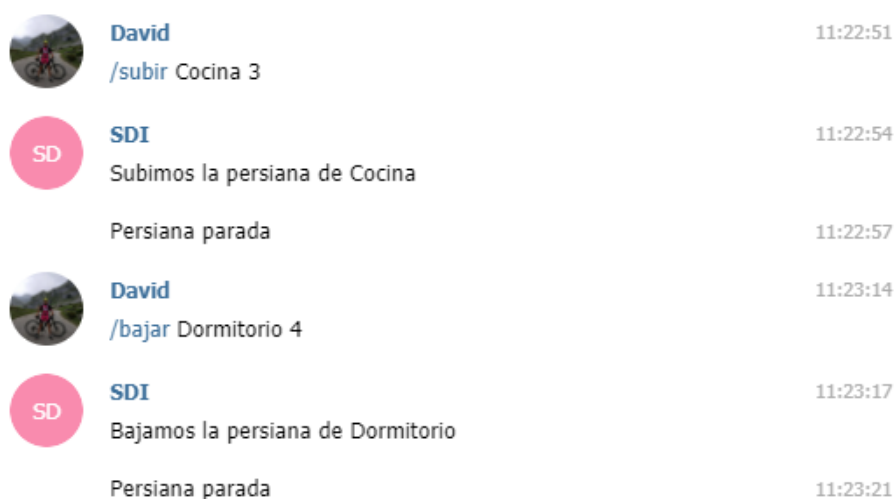 David 11:22:51
/subir Cocina 3
SD
SDI 11:22:54
Subimos la persiana de Cocina
Persiana parada 11:22:57
David 11:23:14
/bajar Dormitorio 4
SD
SDI 11:23:17
Bajamos la persiana de Dormitorio
Persiana parada 11:23:21